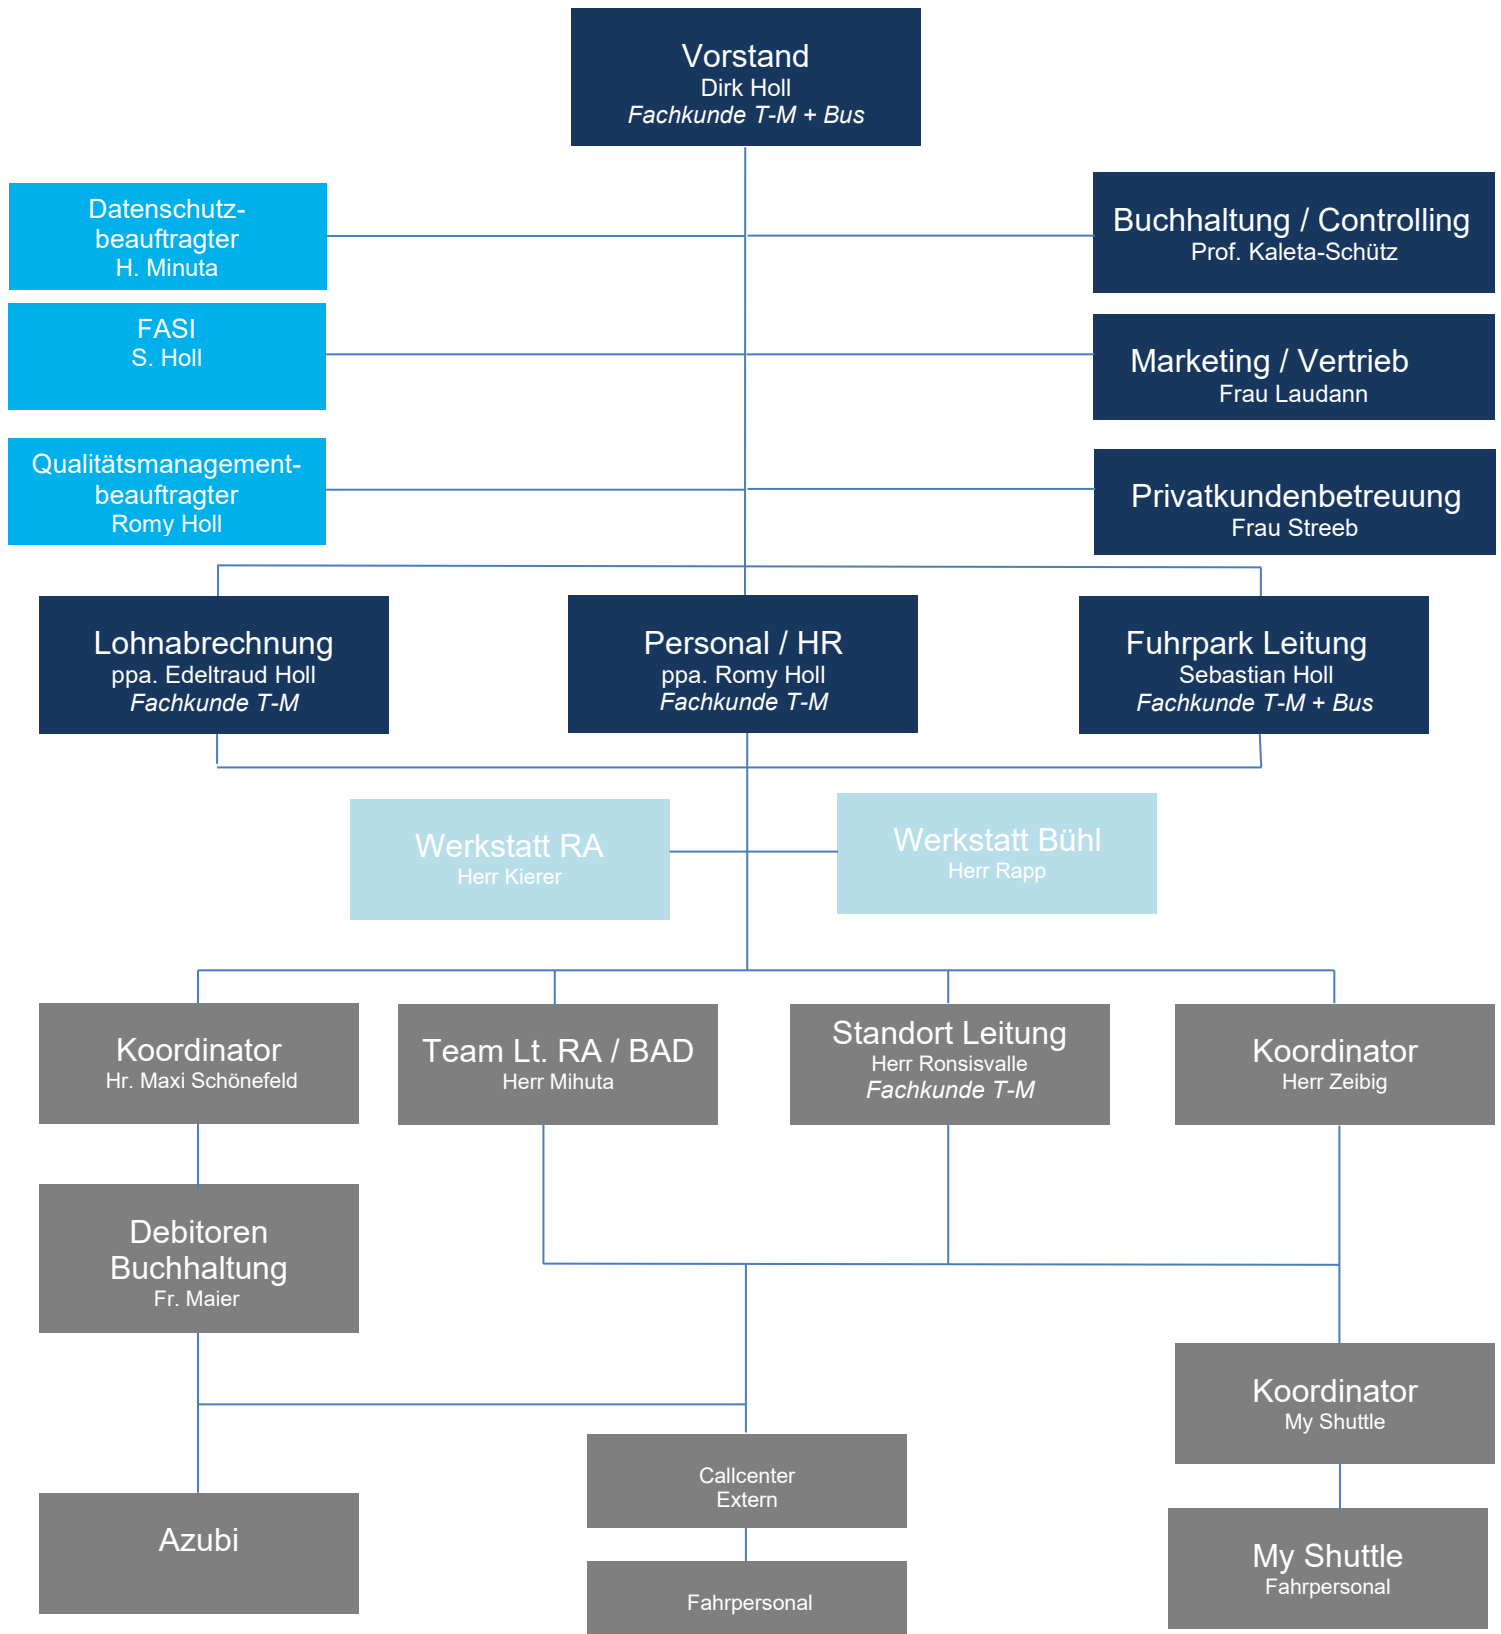 Vorstand
Dirk Holl
Fachkunde T-M + Bus
Datenschutz-
beauftragter
H. Minuta
Buchhaltung / Controlling
Prof. Kaleta-Schütz
FASI
S. Holl
Marketing / Vertrieb
Frau Laudann
Qualitätsmanagement-
beauftragter
Romy Holl
Privatkundenbetreuung
Frau Streeb
Lohnabrechnung
ppa. Edeltraud Holl
Fachkunde T-M
Personal / HR
ppa. Romy Holl
Fachkunde T-M
Fuhrpark Leitung
Sebastian Holl
Fachkunde T-M + Bus
Werkstatt RA
Herr Kierer
Werkstatt Bühl
Herr Rapp
Koordinator
Hr. Maxi Schönefeld
Team Lt. RA / BAD
Herr Mihuta
Standort Leitung
Herr Ronsisvalle
Fachkunde T-M
Koordinator
Herr Zeibig
Debitoren
Buchhaltung
Fr. Maier
Koordinator
My Shuttle
Callcenter
Extern
Azubi
My Shuttle
Fahrpersonal
Fahrpersonal